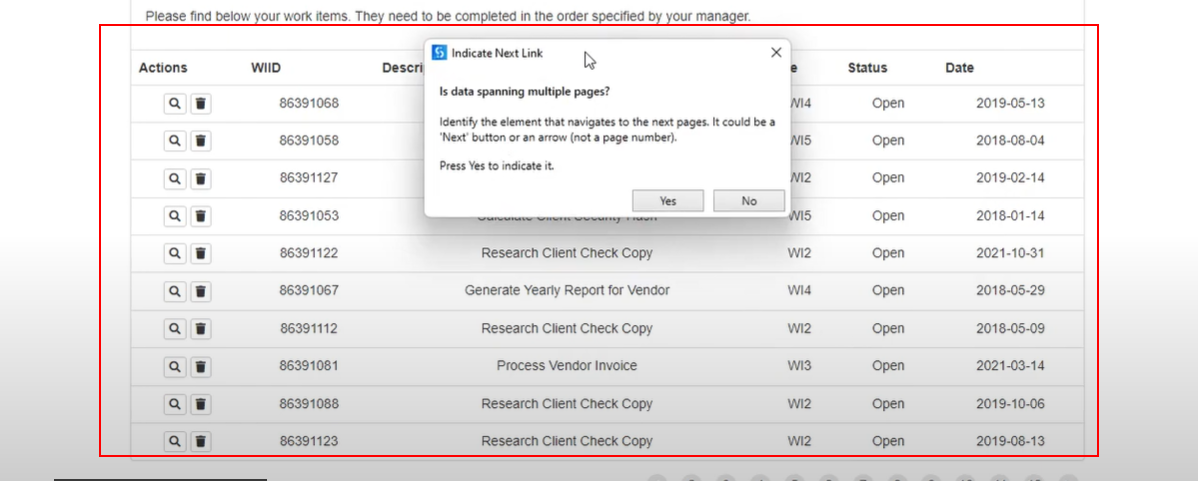 Please find below your work items. They need to be completed in the order specified by your manager.
Indicate Next Link
Is data spanning multiple pages?
Identify the element that navigates to the next pages. It could be a
'Next' button or an arrow (not a page number).
Press Yes to indicate it.
Yes No
Actions WIID Descri e Status Date
86391068 WI4 Open 2019-05-13
86391058 WI5 Open 2018-08-04
86391127 WI2 Open 2019-02-14
86391053 Calculate Client Security Hash WI5 Open 2018-01-14
86391122 Research Client Check Copy WI2 Open 2021-10-31
86391067 Generate Yearly Report for Vendor WI4 Open 2018-05-29
86391112 Research Client Check Copy WI2 Open 2018-05-09
86391081 Process Vendor Invoice WI3 Open 2021-03-14
86391088 Research Client Check Copy WI2 Open 2019-10-06
86391123 Research Client Check Copy WI2 Open 2019-08-13